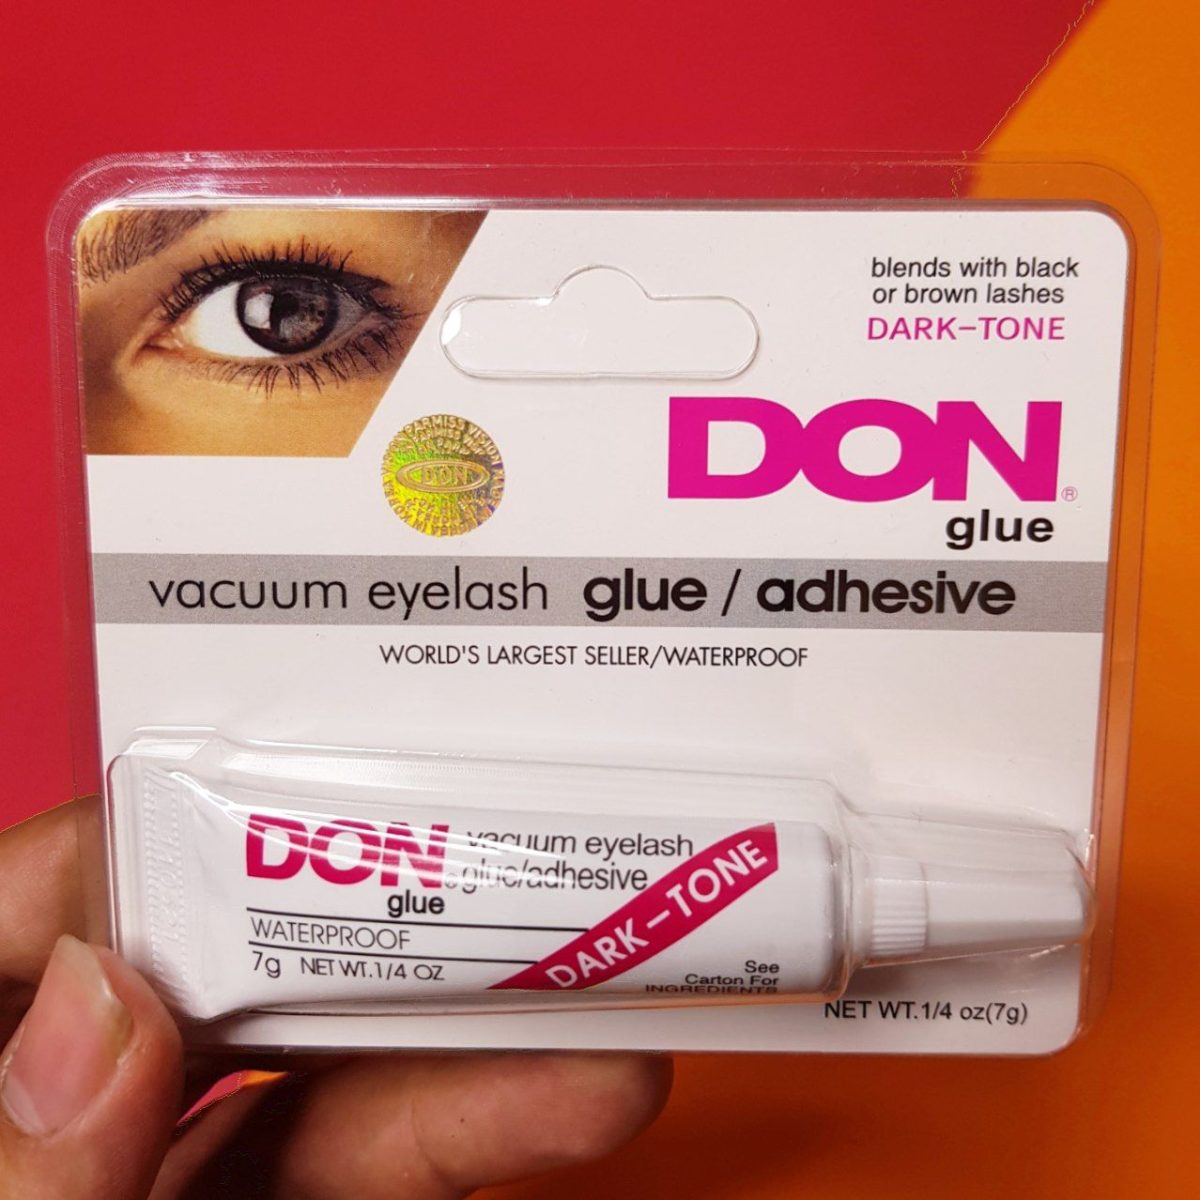 blends with black
or brown lashes
DARK-TONE
DON®
glue
DON
vacuum eyelash glue / adhesive
WORLD'S LARGEST SELLER/WATERPROOF
DON vacuum eyelash
glue/adhesive
glue
WATERPROOF
7g NET WT.1/4 OZ
DARK-TONE
See
Carton For
INGREDIENTS
NET WT.1/4 oz(7g)